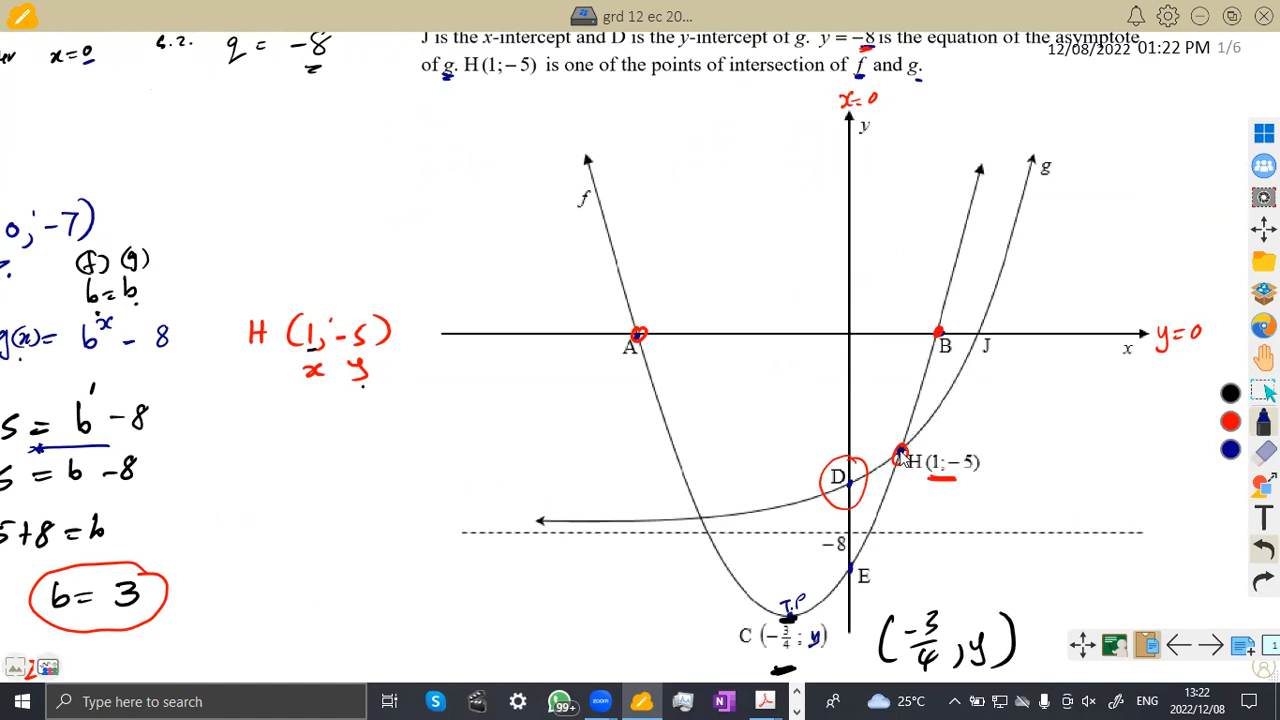 grd 12 ec 20...
x=0
6.2. q = -8
J is the x-intercept and D is the y-intercept of g. y = −8 is the equation of the asymptote
of g. H(1;−5) is one of the points of intersection of f and g.
12/08/2022 01:22 PM 1/6
x=0
y
g
f
0;-7)
(f) (g)
b=b
g(x)= b^x - 8
H (1;-5)
x y
A
B
J
x
y=0
5 = b^1 - 8
5 = b - 8
5+8 = b
b= 3
D
H(1;−5)
−8
E
T.P
C (−3/4 ; y)
(-3/4 , y)
Type here to search
99+
25°C
ENG
13:22
2022/12/08